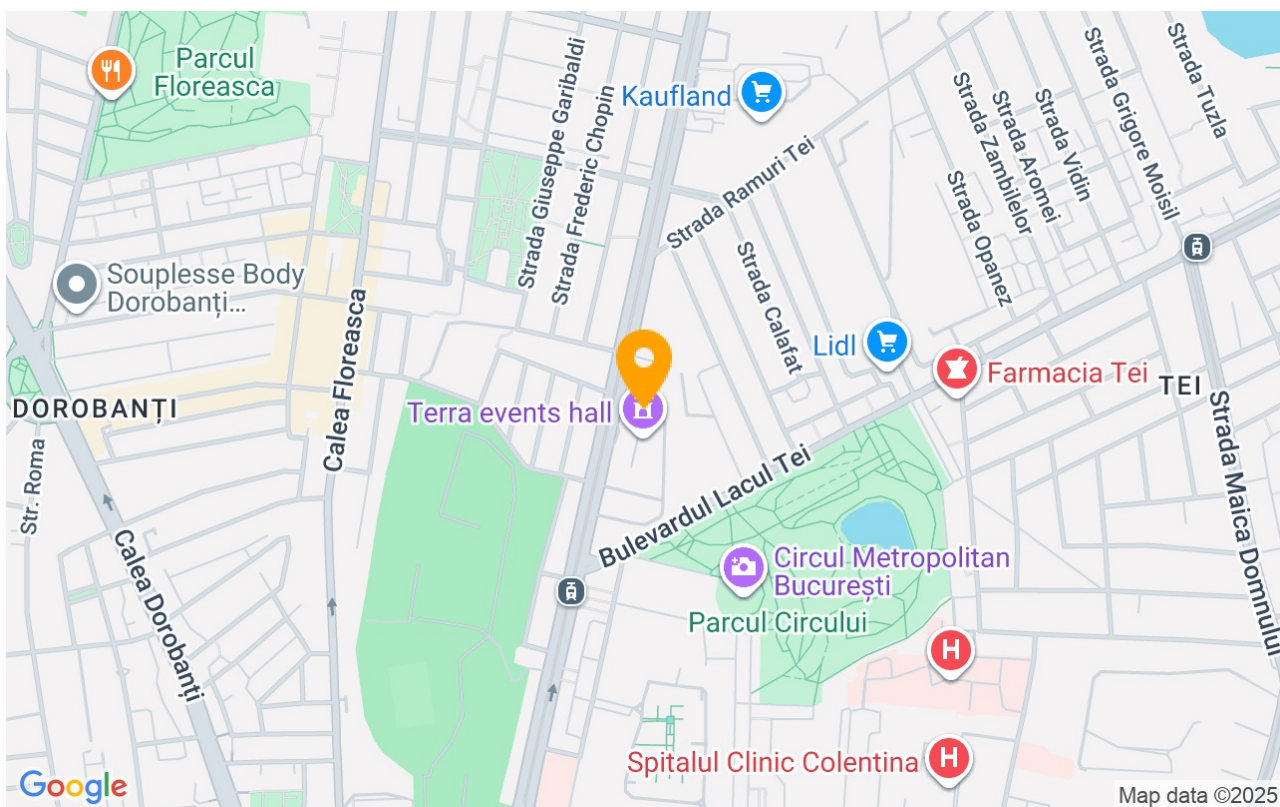 Parcul
Floreasca
Strada Giuseppe Garibaldi
Strada Frederic Chopin
Kaufland
Strada Ramuri Tei
Strada Zambilelor
Strada Aromei
Strada Vidin
Strada Grigore Moisil
Strada Tuzla
Strada Opanez
Souplesse Body
Dorobanți...
Calea Floreasca
Strada Calafat
Lidl
Farmacia Tei
TEI
DOROBANȚI
Terra events hall
Str. Roma
Calea Dorobanți
Bulevardul Lacul Tei
Strada Maica Domnului
Circul Metropolitan
București
Parcul Circului
H
Spitalul Clinic Colentina
H
Google
Map data ©2025